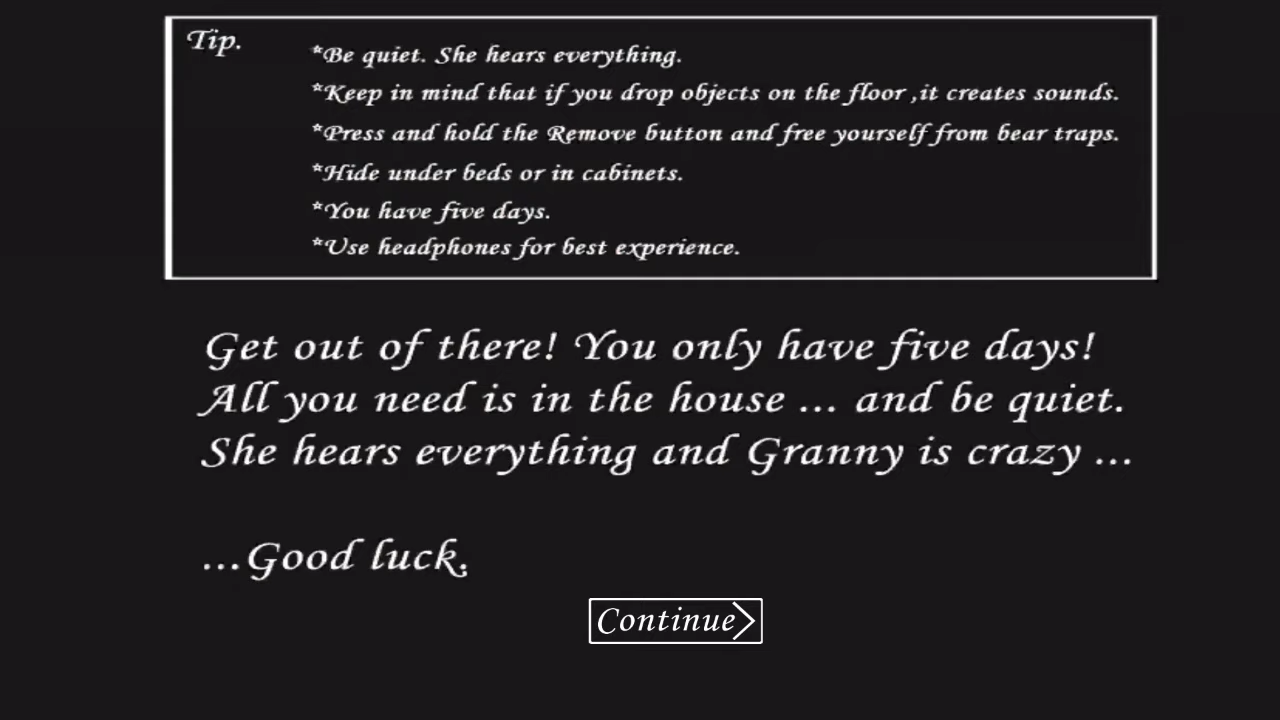 Tip.
*Be quiet. She hears everything.
*Keep in mind that if you drop objects on the floor ,it creates sounds.
*Press and hold the Remove button and free yourself from bear traps.
*Hide under beds or in cabinets.
*You have five days.
*Use headphones for best experience.
Get out of there! You only have five days!
All you need is in the house ... and be quiet.
She hears everything and Granny is crazy ...
...Good luck.
Continue>